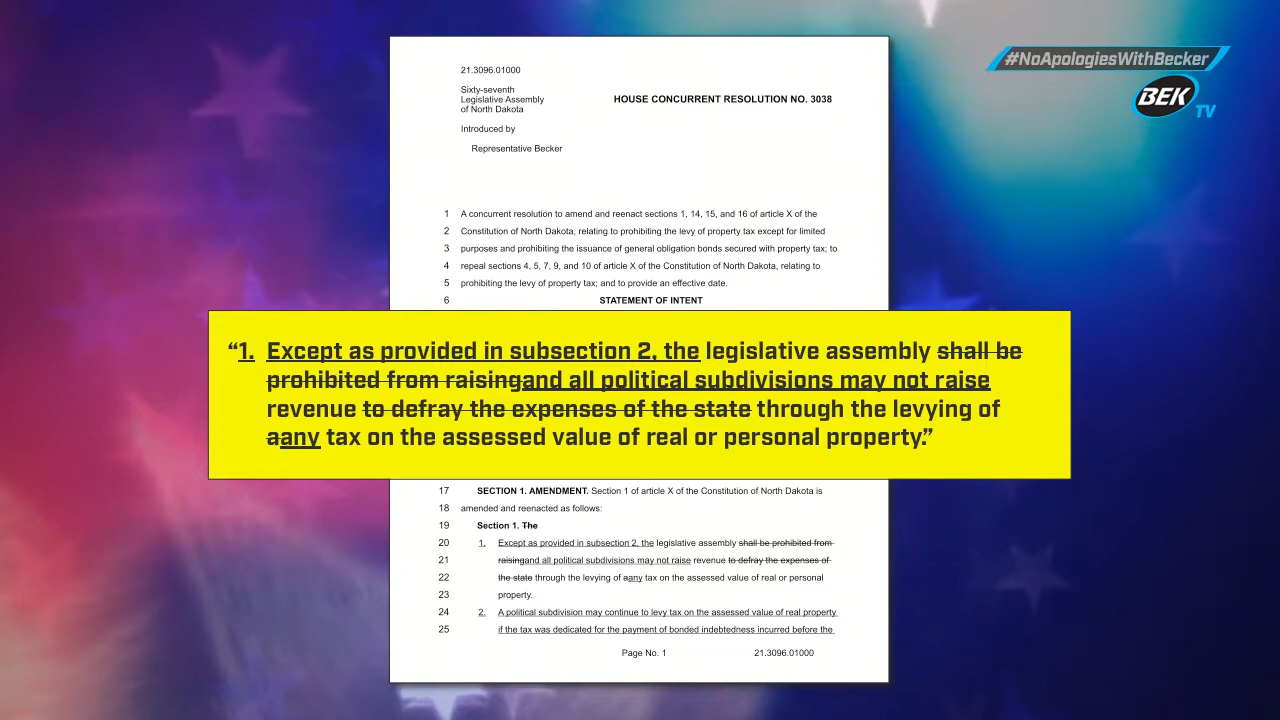 21.3096.01000
Sixty-seventh
Legislative Assembly
of North Dakota
HOUSE CONCURRENT RESOLUTION NO. 3038
Introduced by
Representative Becker
#NoApologiesWithBecker
BEK TV
1 A concurrent resolution to amend and reenact sections 1, 14, 15, and 16 of article X of the
2 Constitution of North Dakota, relating to prohibiting the levy of property tax except for limited
3 purposes and prohibiting the issuance of general obligation bonds secured with property tax; to
4 repeal sections 4, 5, 7, 9, and 10 of article X of the Constitution of North Dakota, relating to
5 prohibiting the levy of property tax; and to provide an effective date.
6 STATEMENT OF INTENT
“1. Except as provided in subsection 2, the legislative assembly shall be
prohibited from raisingand all political subdivisions may not raise
revenue to defray the expenses of the state through the levying of
aany tax on the assessed value of real or personal property.”
17 SECTION 1. AMENDMENT. Section 1 of article X of the Constitution of North Dakota is
18 amended and reenacted as follows:
19 Section 1. The
20 1. Except as provided in subsection 2, the legislative assembly shall be prohibited from
21 raisingand all political subdivisions may not raise revenue to defray the expenses of
22 the state through the levying of aany tax on the assessed value of real or personal
23 property.
24 2. A political subdivision may continue to levy tax on the assessed value of real property
25 if the tax was dedicated for the payment of bonded indebtedness incurred before the
Page No. 1 21.3096.01000